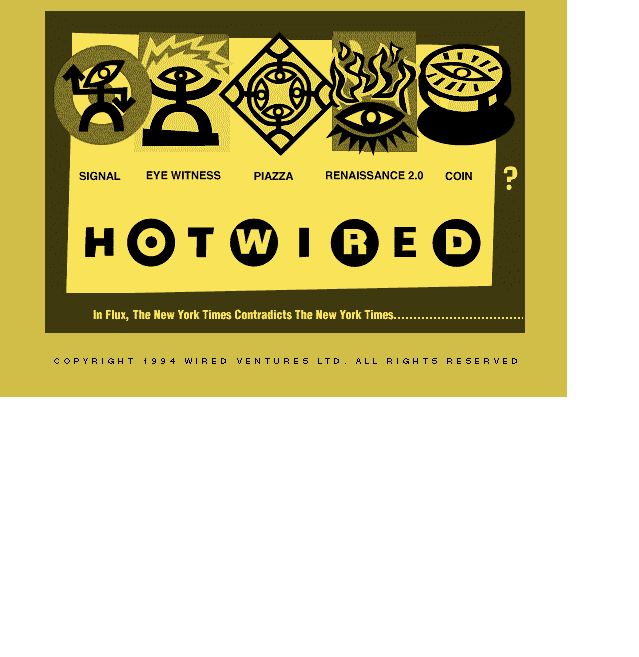 SIGNAL EYE WITNESS PIAZZA RENAISSANCE 2.0 COIN ?
HOTWIRED
In Flux, The New York Times Contradicts The New York Times.................................
COPYRIGHT 1994 WIRED VENTURES LTD. ALL RIGHTS RESERVED